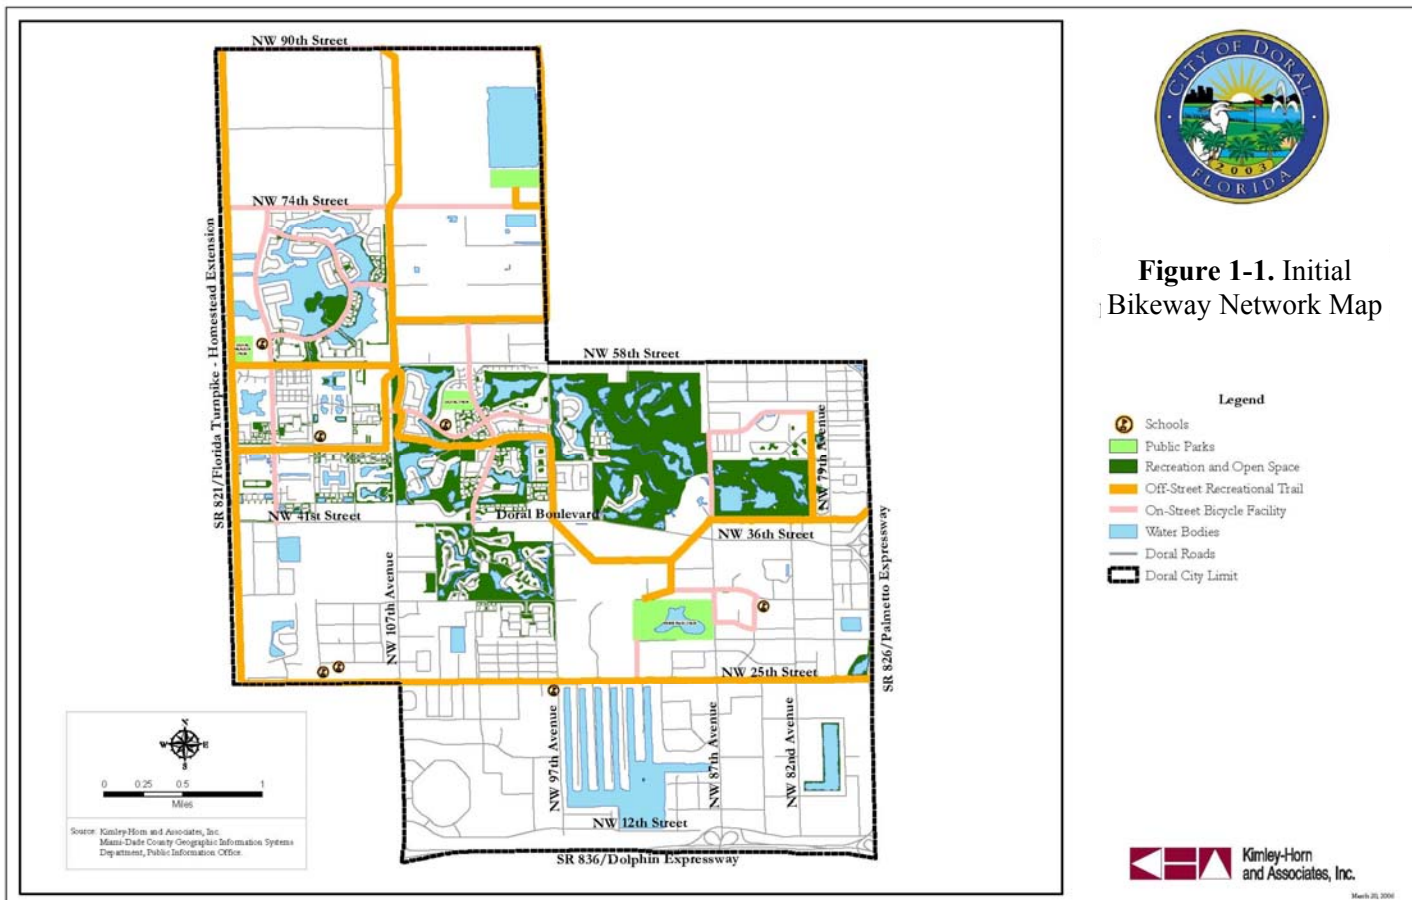 NW 90th Street
CITY OF DORAL
2003
FLORIDA
NW 74th Street
SR 821/Florida Turnpike - Homestead Extension
Figure 1-1. Initial
Bikeway Network Map
NW 58th Street
Legend
Schools
Public Parks
Recreation and Open Space
Off-Street Recreational Trail
On-Street Bicycle Facility
Water Bodies
Doral Roads
Doral City Limit
NW 79th Avenue
NW 41st Street
Doral Boulevard
NW 36th Street
NW 107th Avenue
SR 826/Palmetto Expressway
NW 25th Street
NW 97th Avenue
NW 87th Avenue
NW 82nd Avenue
NW 12th Street
SR 836/Dolphin Expressway
N
W E
S
0 0.25 0.5 1
Miles
Source: Kimley-Horn and Associates, Inc.
Miami-Dade County Geographic Information Systems
Department, Public Information Office.
Kimley-Horn
and Associates, Inc.
March 20, 2006